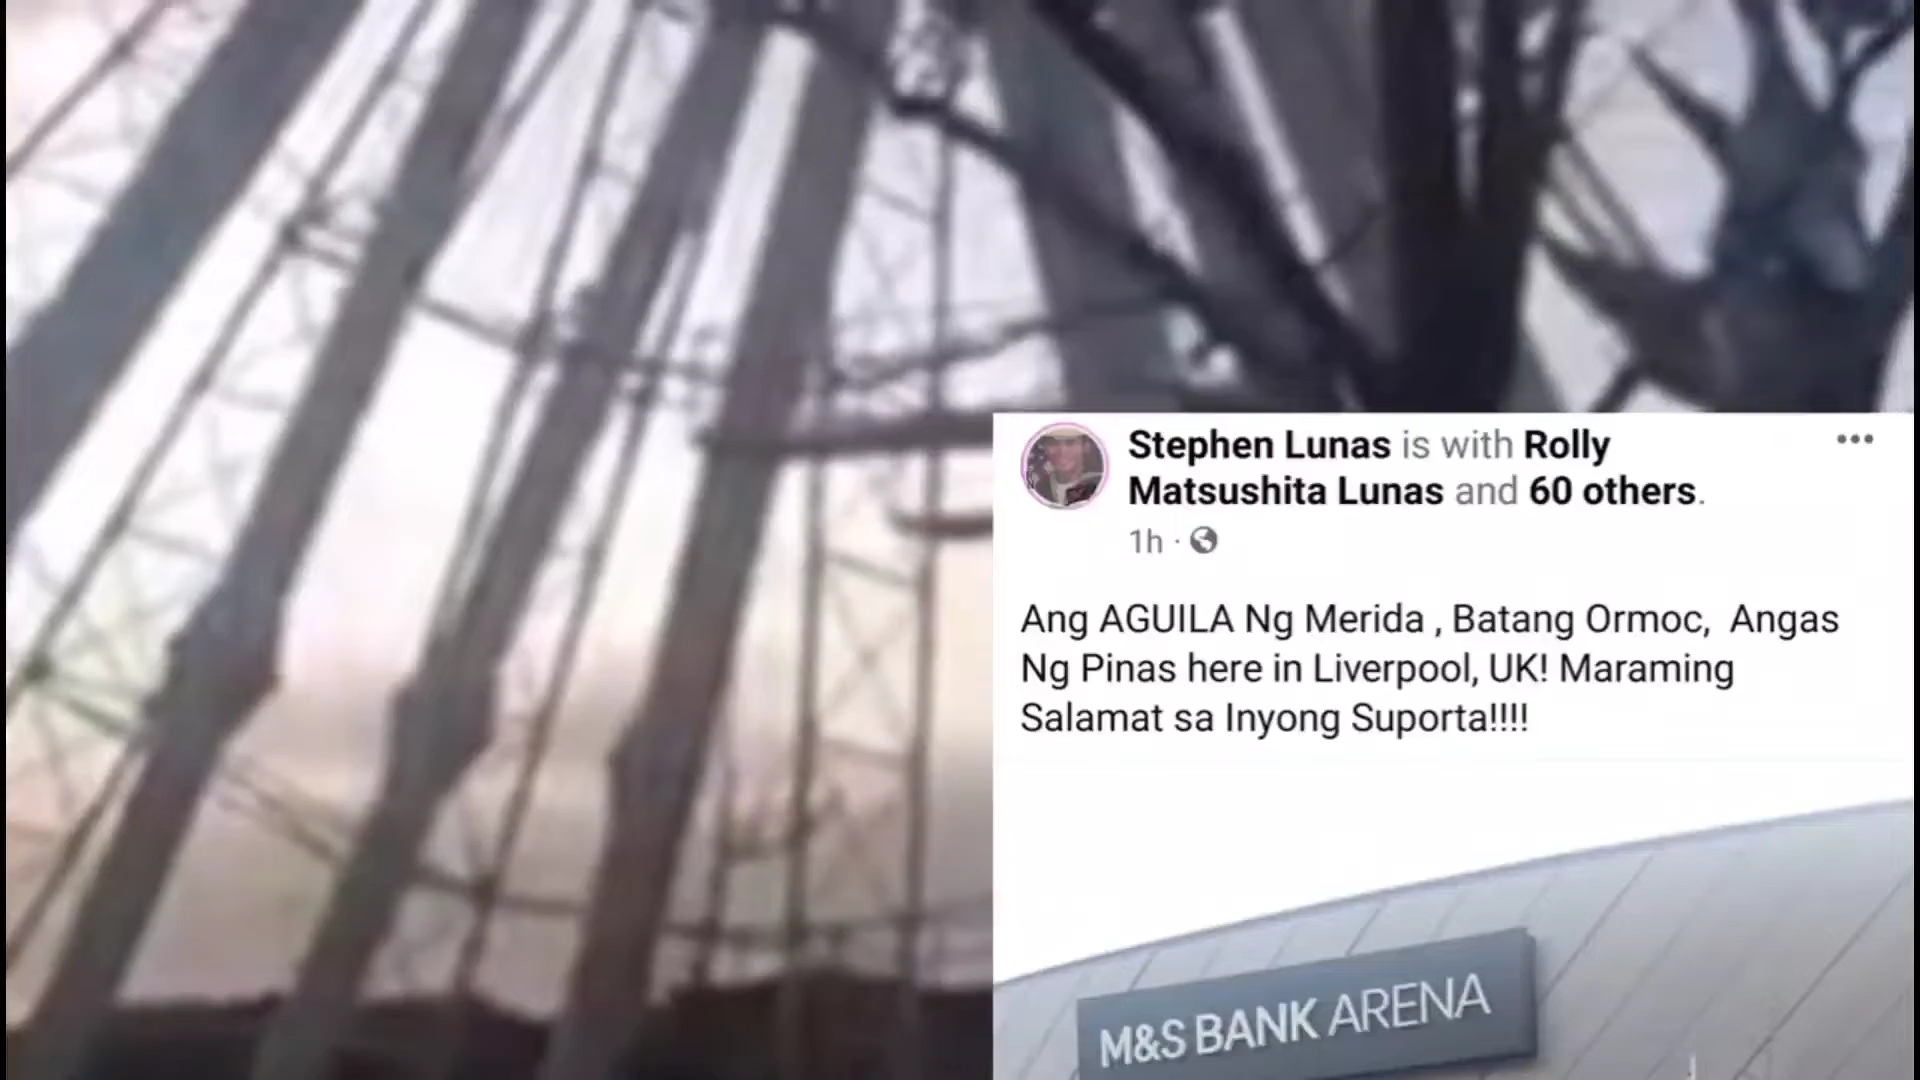 Stephen Lunas is with Rolly
Matsushita Lunas and 60 others.
1h ·
Ang AGUILA Ng Merida , Batang Ormoc, Angas
Ng Pinas here in Liverpool, UK! Maraming
Salamat sa Inyong Suporta!!!!
M&S BANK ARENA